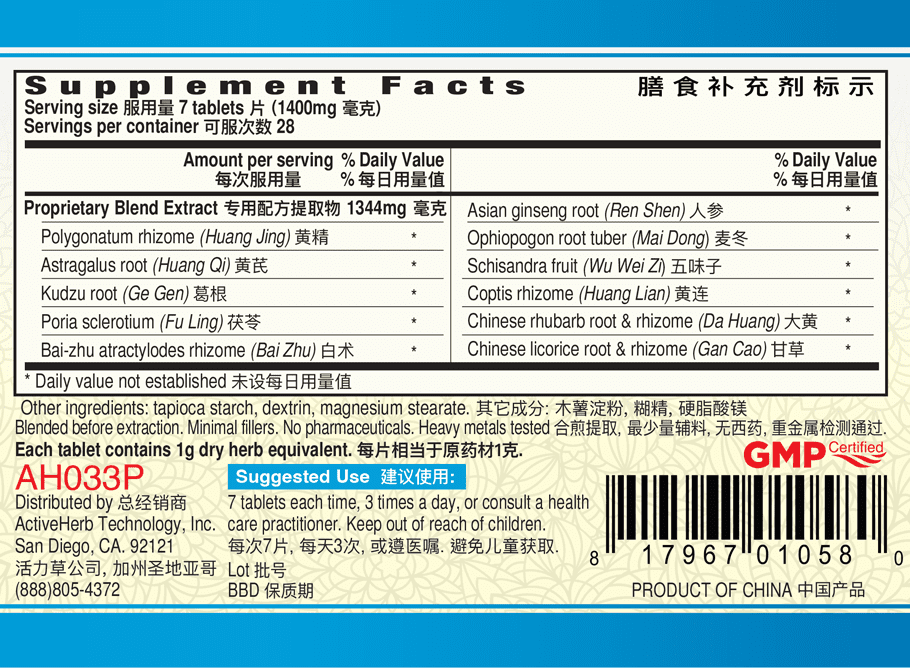 Supplement Facts 膳食补充剂标示
Serving size 服用量 7 tablets 片 (1400mg 毫克)
Servings per container 可服次数 28
Amount per serving % Daily Value
每次服用量 % 每日用量值
% Daily Value
% 每日用量值
Proprietary Blend Extract 专用配方提取物 1344mg 毫克
Polygonatum rhizome (Huang Jing) 黄精 *
Astragalus root (Huang Qi) 黄芪 *
Kudzu root (Ge Gen) 葛根 *
Poria sclerotium (Fu Ling) 茯苓 *
Bai-zhu atractylodes rhizome (Bai Zhu) 白术 *
Asian ginseng root (Ren Shen) 人参 *
Ophiopogon root tuber (Mai Dong) 麦冬 *
Schisandra fruit (Wu Wei Zi) 五味子 *
Coptis rhizome (Huang Lian) 黄连 *
Chinese rhubarb root & rhizome (Da Huang) 大黄 *
Chinese licorice root & rhizome (Gan Cao) 甘草 *
* Daily value not established 未设每日用量值
Other ingredients: tapioca starch, dextrin, magnesium stearate. 其它成分: 木薯淀粉, 糊精, 硬脂酸镁
Blended before extraction. Minimal fillers. No pharmaceuticals. Heavy metals tested 合煎提取, 最少量辅料, 无西药, 重金属检测通过.
Each tablet contains 1g dry herb equivalent. 每片相当于原药材1克.
AH033P
Distributed by 总经销商
ActiveHerb Technology, Inc.
San Diego, CA. 92121
活力草公司, 加州圣地亚哥
(888)805-4372
Suggested Use 建议使用:
7 tablets each time, 3 times a day, or consult a health
care practitioner. Keep out of reach of children.
每次7片, 每天3次, 或遵医嘱. 避免儿童获取.
Lot 批号
BBD 保质期
GMP Certified
8 17967 01058 0
PRODUCT OF CHINA 中国产品